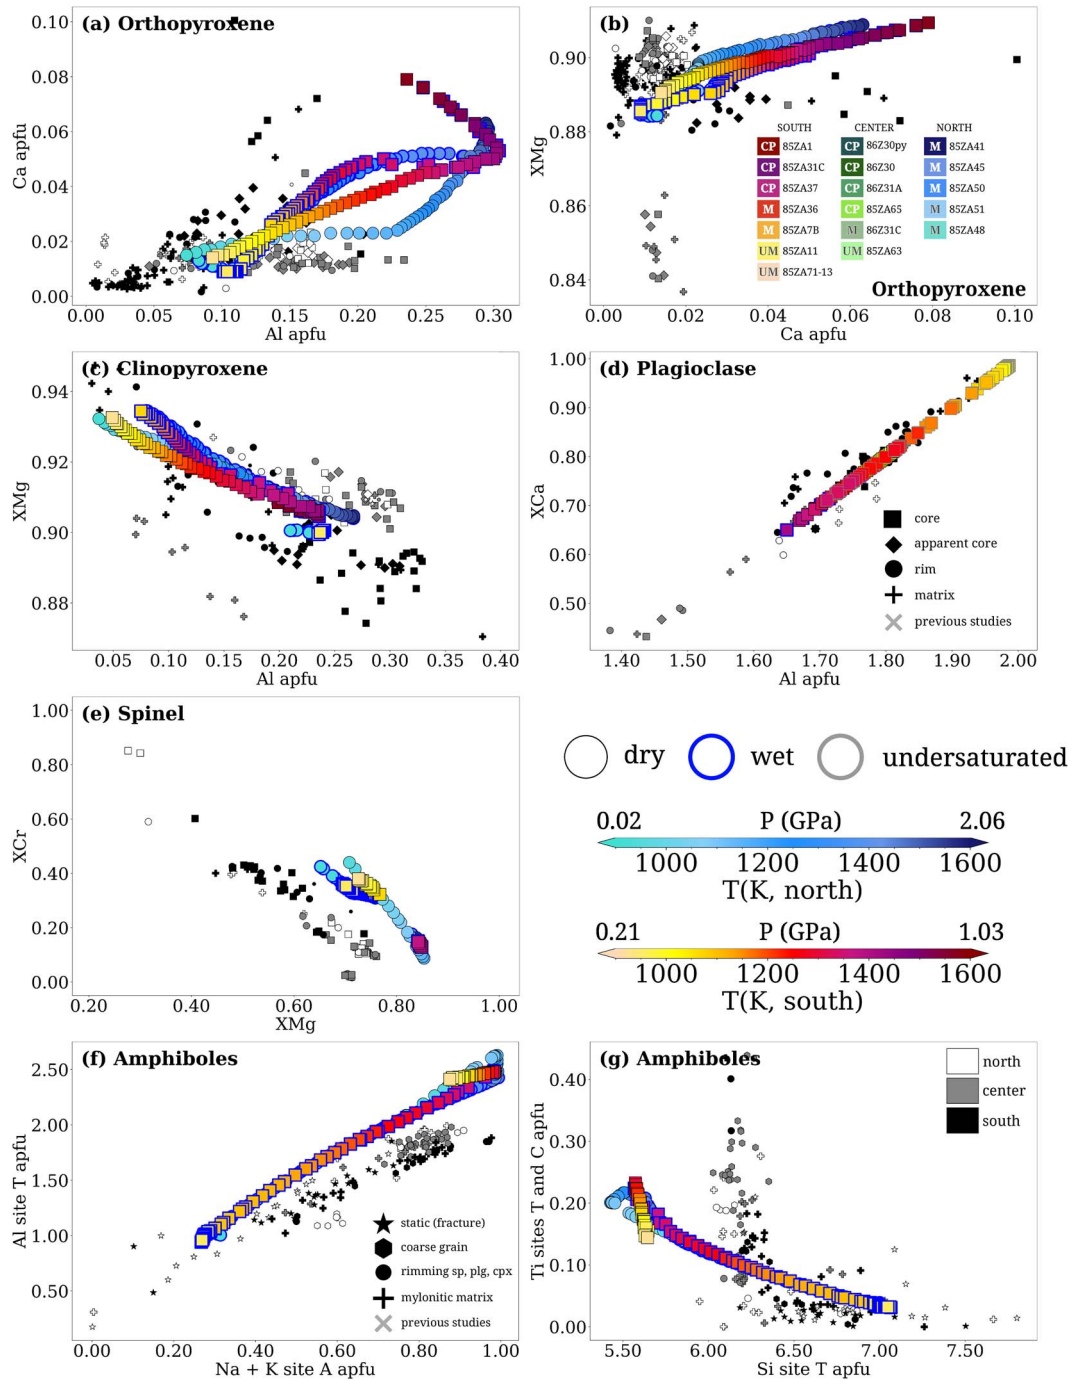 (a) Orthopyroxene
0.10
0.08
0.06
0.04
0.02
0.00
Ca apfu
0.00 0.05 0.10 0.15 0.20 0.25 0.30
Al apfu
(b)
0.90
0.88
0.86
0.84
XMg
SOUTH CENTER NORTH
CP 85ZA1 CP 86Z30py M 85ZA41
CP 85ZA31C CP 86Z30 M 85ZA45
CP 85ZA37 CP 86Z31A M 85ZA50
M 85ZA36 CP 85ZA65 M 85ZA51
M 85ZA7B M 86Z31C M 85ZA48
UM 85ZA11 UM 85ZA63
UM 85ZA71-13
Orthopyroxene
0.00 0.02 0.04 0.06 0.08 0.10
Ca apfu
(c) Clinopyroxene
0.94
0.92
0.90
0.88
XMg
0.05 0.10 0.15 0.20 0.25 0.30 0.35 0.40
Al apfu
(d) Plagioclase
1.00
0.90
0.80
0.70
0.60
0.50
XCa
core
apparent core
rim
matrix
previous studies
1.40 1.50 1.60 1.70 1.80 1.90 2.00
Al apfu
(e) Spinel
1.00
0.80
0.60
0.40
0.20
0.00
XCr
0.20 0.40 0.60 0.80 1.00
XMg
dry wet undersaturated
0.02 P (GPa) 2.06
1000 1200 1400 1600
T(K, north)
0.21 P (GPa) 1.03
1000 1200 1400 1600
T(K, south)
(f) Amphiboles
2.50
2.00
1.50
1.00
0.50
Al site T apfu
static (fracture)
coarse grain
rimming sp, plg, cpx
mylonitic matrix
previous studies
0.00 0.20 0.40 0.60 0.80 1.00
Na + K site A apfu
(g) Amphiboles
0.40
0.30
0.20
0.10
0.00
Ti sites T and C apfu
north
center
south
5.50 6.00 6.50 7.00 7.50
Si site T apfu